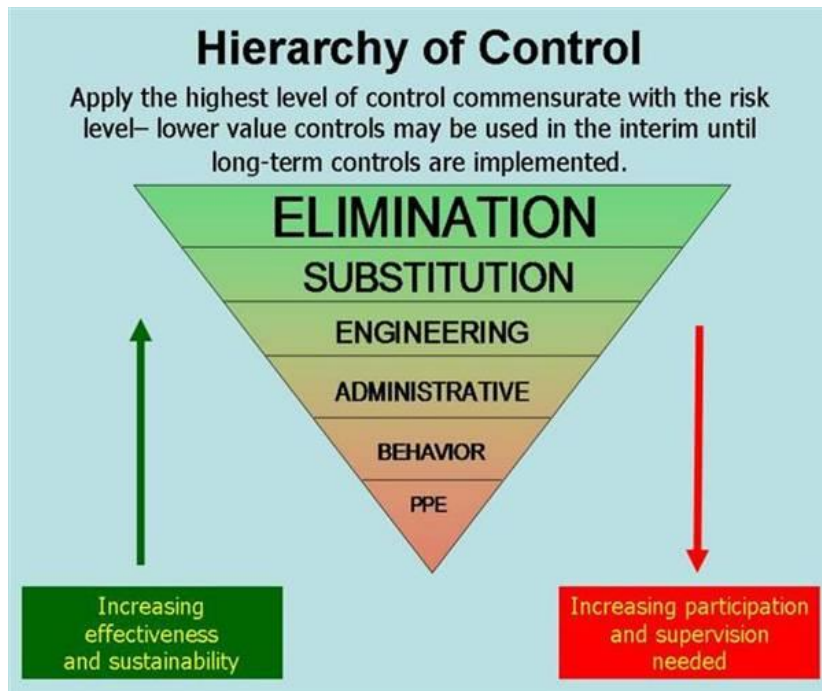 Hierarchy of Control
Apply the highest level of control commensurate with the risk
level– lower value controls may be used in the interim until
long-term controls are implemented.
ELIMINATION
SUBSTITUTION
ENGINEERING
ADMINISTRATIVE
BEHAVIOR
PPE
Increasing
effectiveness
and sustainability
Increasing participation
and supervision
needed